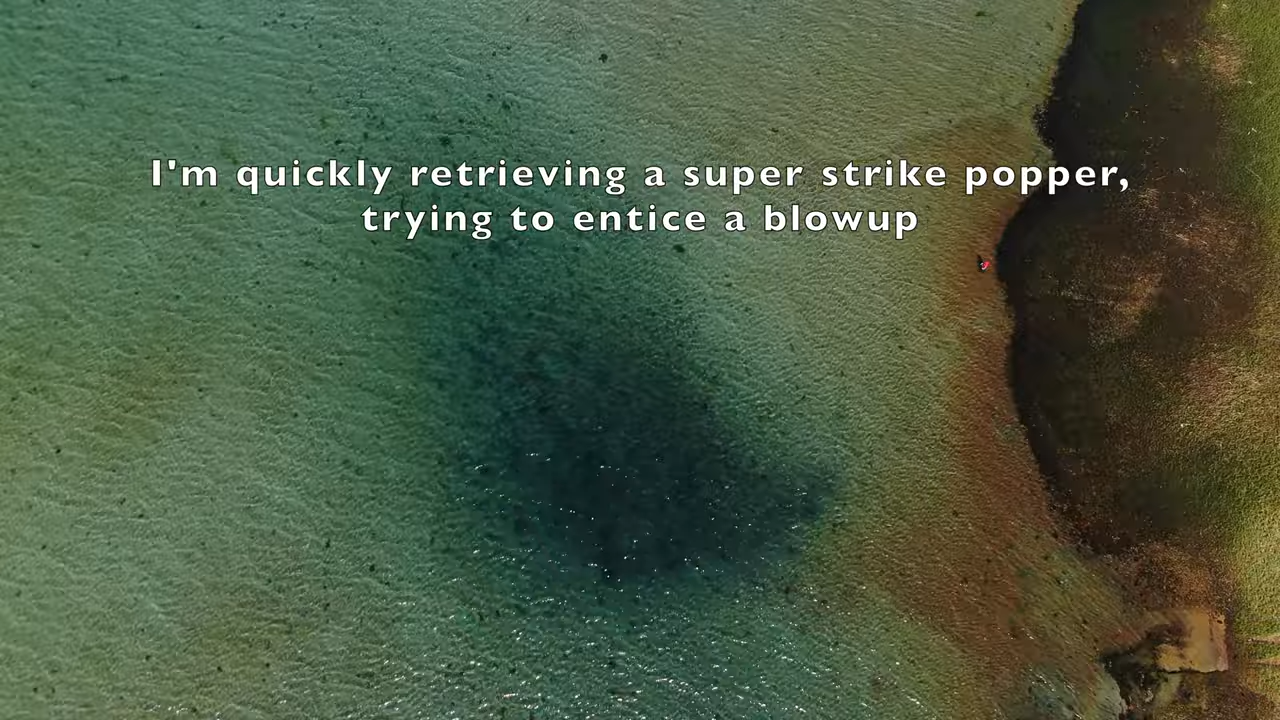 I'm quickly retrieving a super strike popper,
trying to entice a blowup